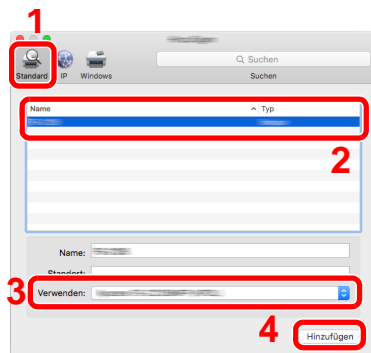 1
Suchen
Standard IP Windows Suchen
Name Typ
2
Name:
Standort:
3 Verwenden:
4 Hinzufügen